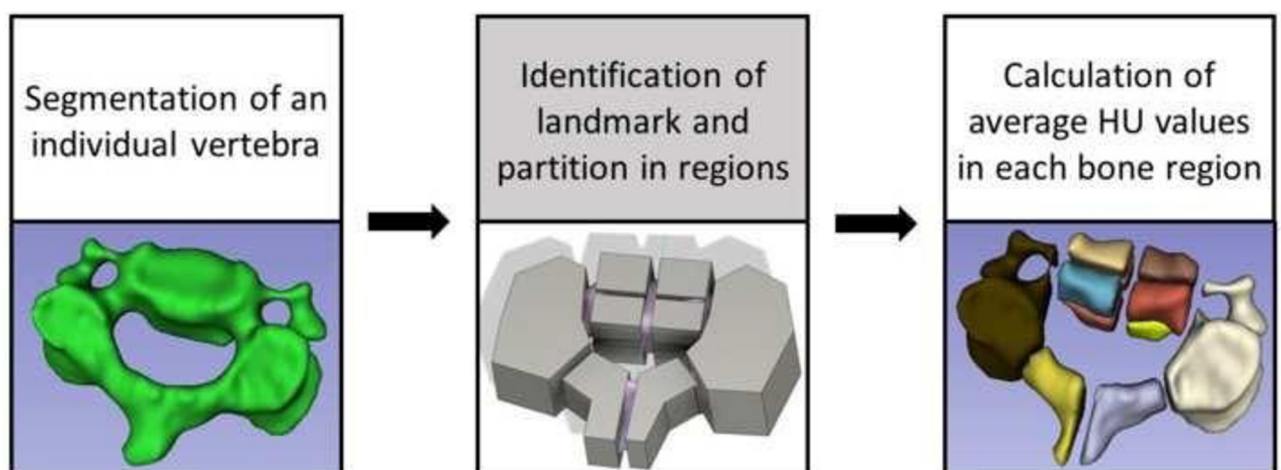 Segmentation of an
individual vertebra
Identification of
landmark and
partition in regions
Calculation of
average HU values
in each bone region